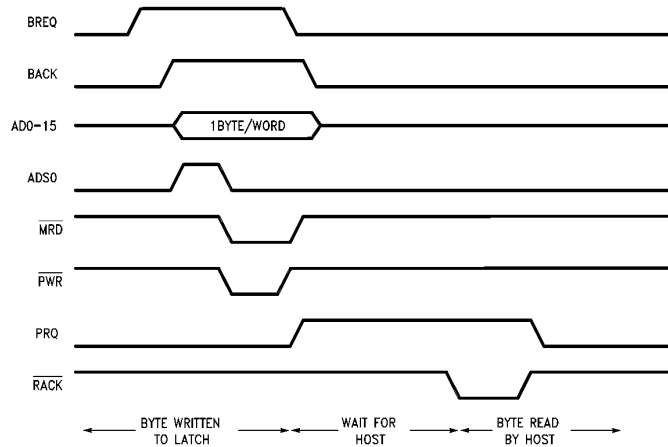 BREQ
BACK
AD0-15
1BYTE/WORD
ADS0
MRD
PWR
PRQ
RACK
BYTE WRITTEN
TO LATCH
WAIT FOR
HOST
BYTE READ
BY HOST